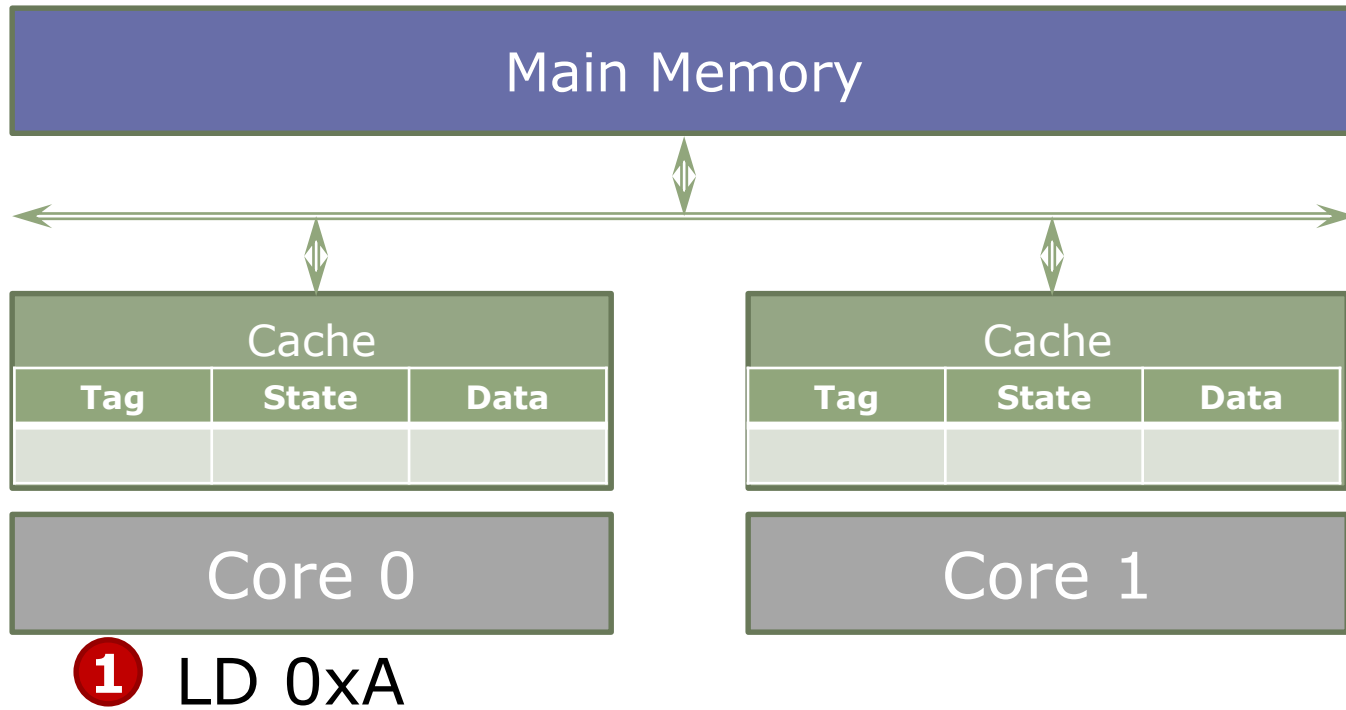 Main Memory
Cache Cache
Tag State Data Tag State Data
Core 0 Core 1
1 LD 0xA